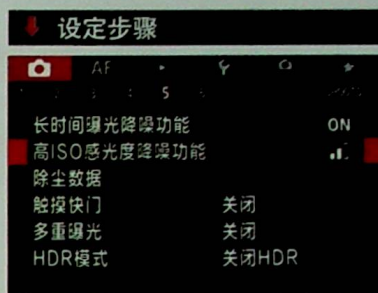 设定步骤
AF
5
长时间曝光降噪功能 ON
高ISO感光度降噪功能
除尘数据
触摸快门 关闭
多重曝光 关闭
HDR模式 关闭HDR